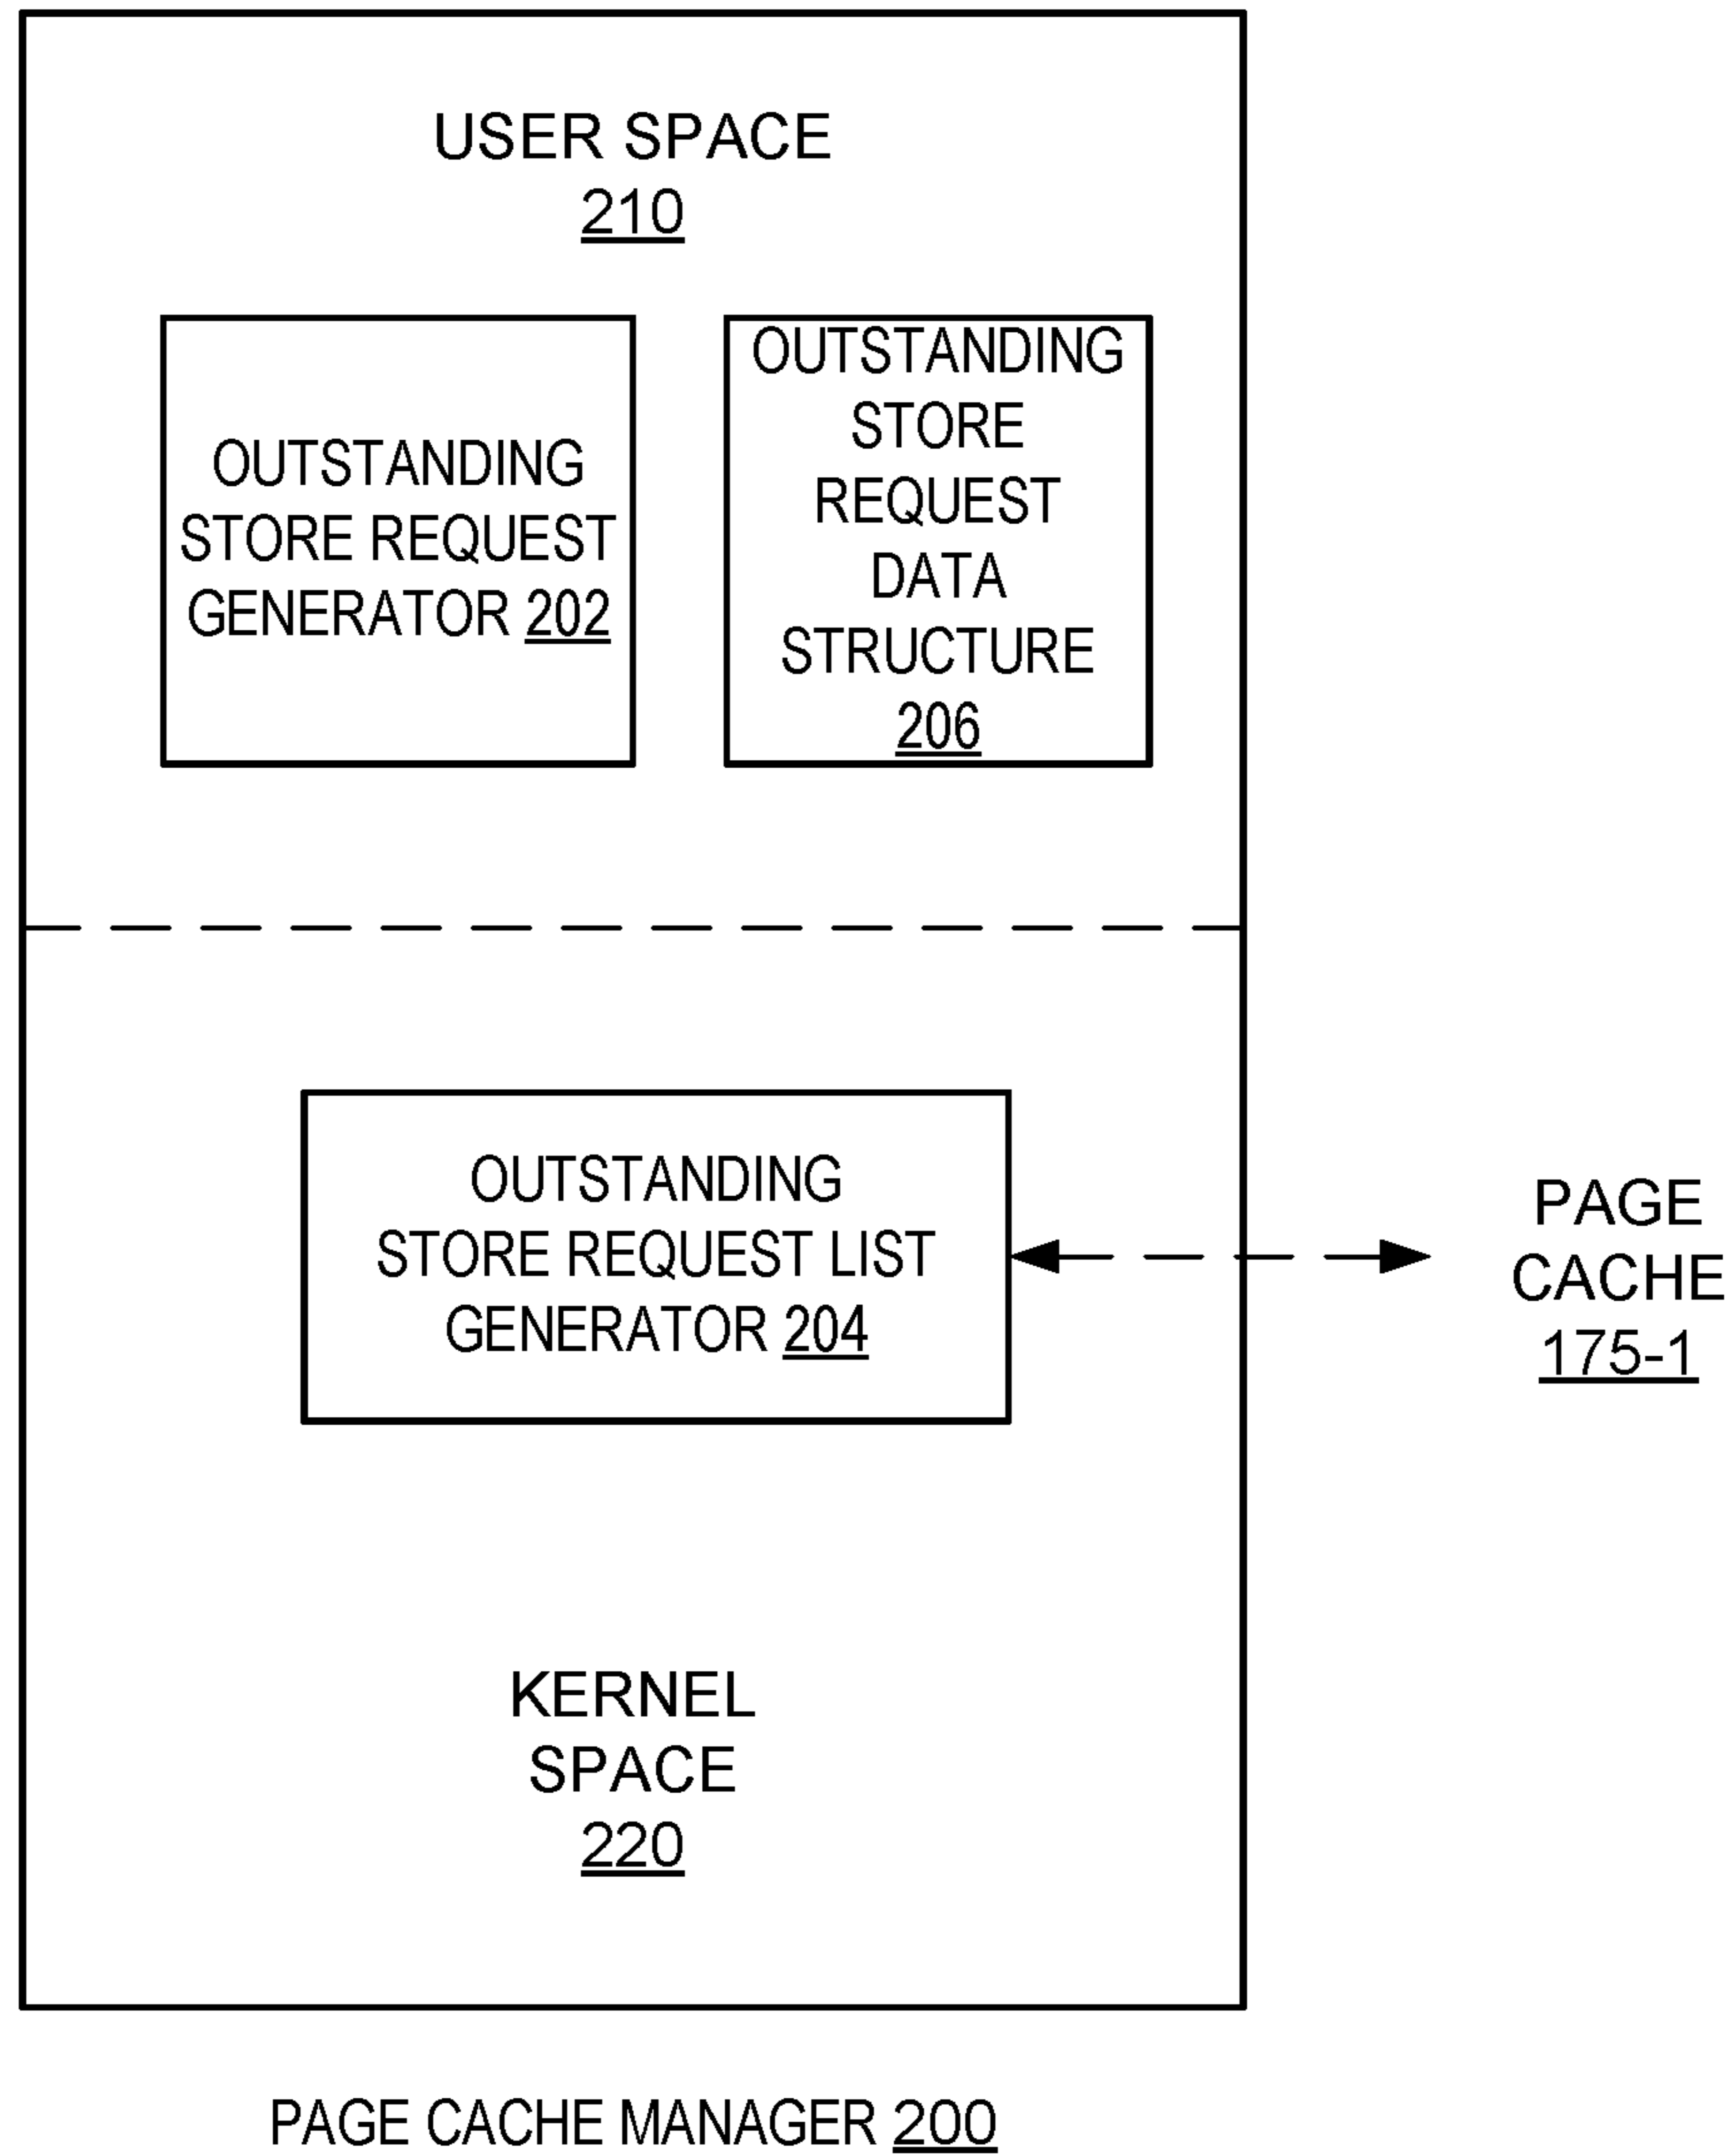 USER SPACE
210
OUTSTANDING
STORE REQUEST
GENERATOR 202
OUTSTANDING
STORE
REQUEST
DATA
STRUCTURE
206
OUTSTANDING
STORE REQUEST LIST
GENERATOR 204
PAGE
CACHE
175-1
KERNEL
SPACE
220
PAGE CACHE MANAGER 200